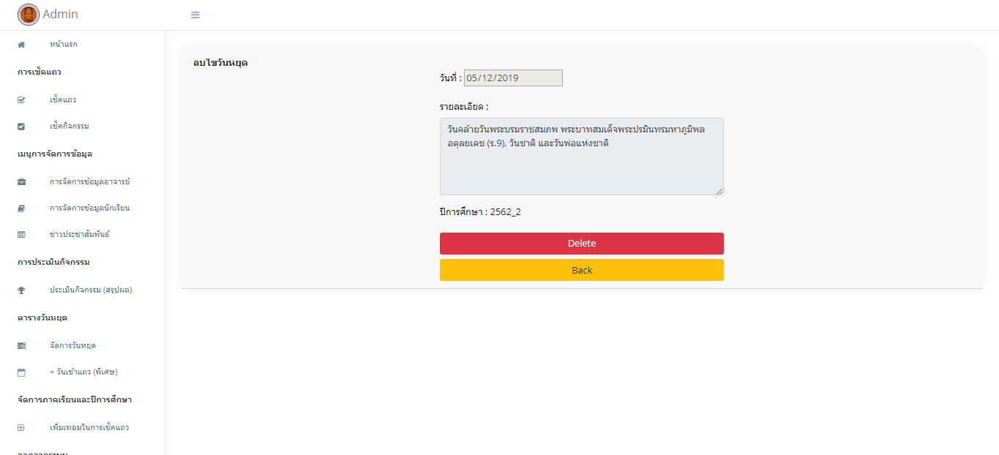 Admin
หน้าแรก
การเช็คแถว
เช็คแถว
เช็คกิจกรรม
เมนูการจัดการข้อมูล
การจัดการข้อมูลอาจารย์
การจัดการข้อมูลนักเรียน
ข่าวประชาสัมพันธ์
การประเมินกิจกรรม
ประเมินกิจกรรม (สรุปผล)
ตารางวันหยุด
จัดการวันหยุด
+ วันเข้าแถว (พิเศษ)
จัดการภาคเรียนและปีการศึกษา
เพิ่มเทอมในการเช็คแถว
ลบไขวันหยุด
วันที่ : 05/12/2019
รายละเอียด :
วันคล้ายวันพระบรมราชสมภพ พระบาทสมเด็จพระปรมินทรมหาภูมิพล
อดุลยเดช (ร.9), วันชาติ และวันพ่อแห่งชาติ
ปีการศึกษา : 2562_2
Delete
Back